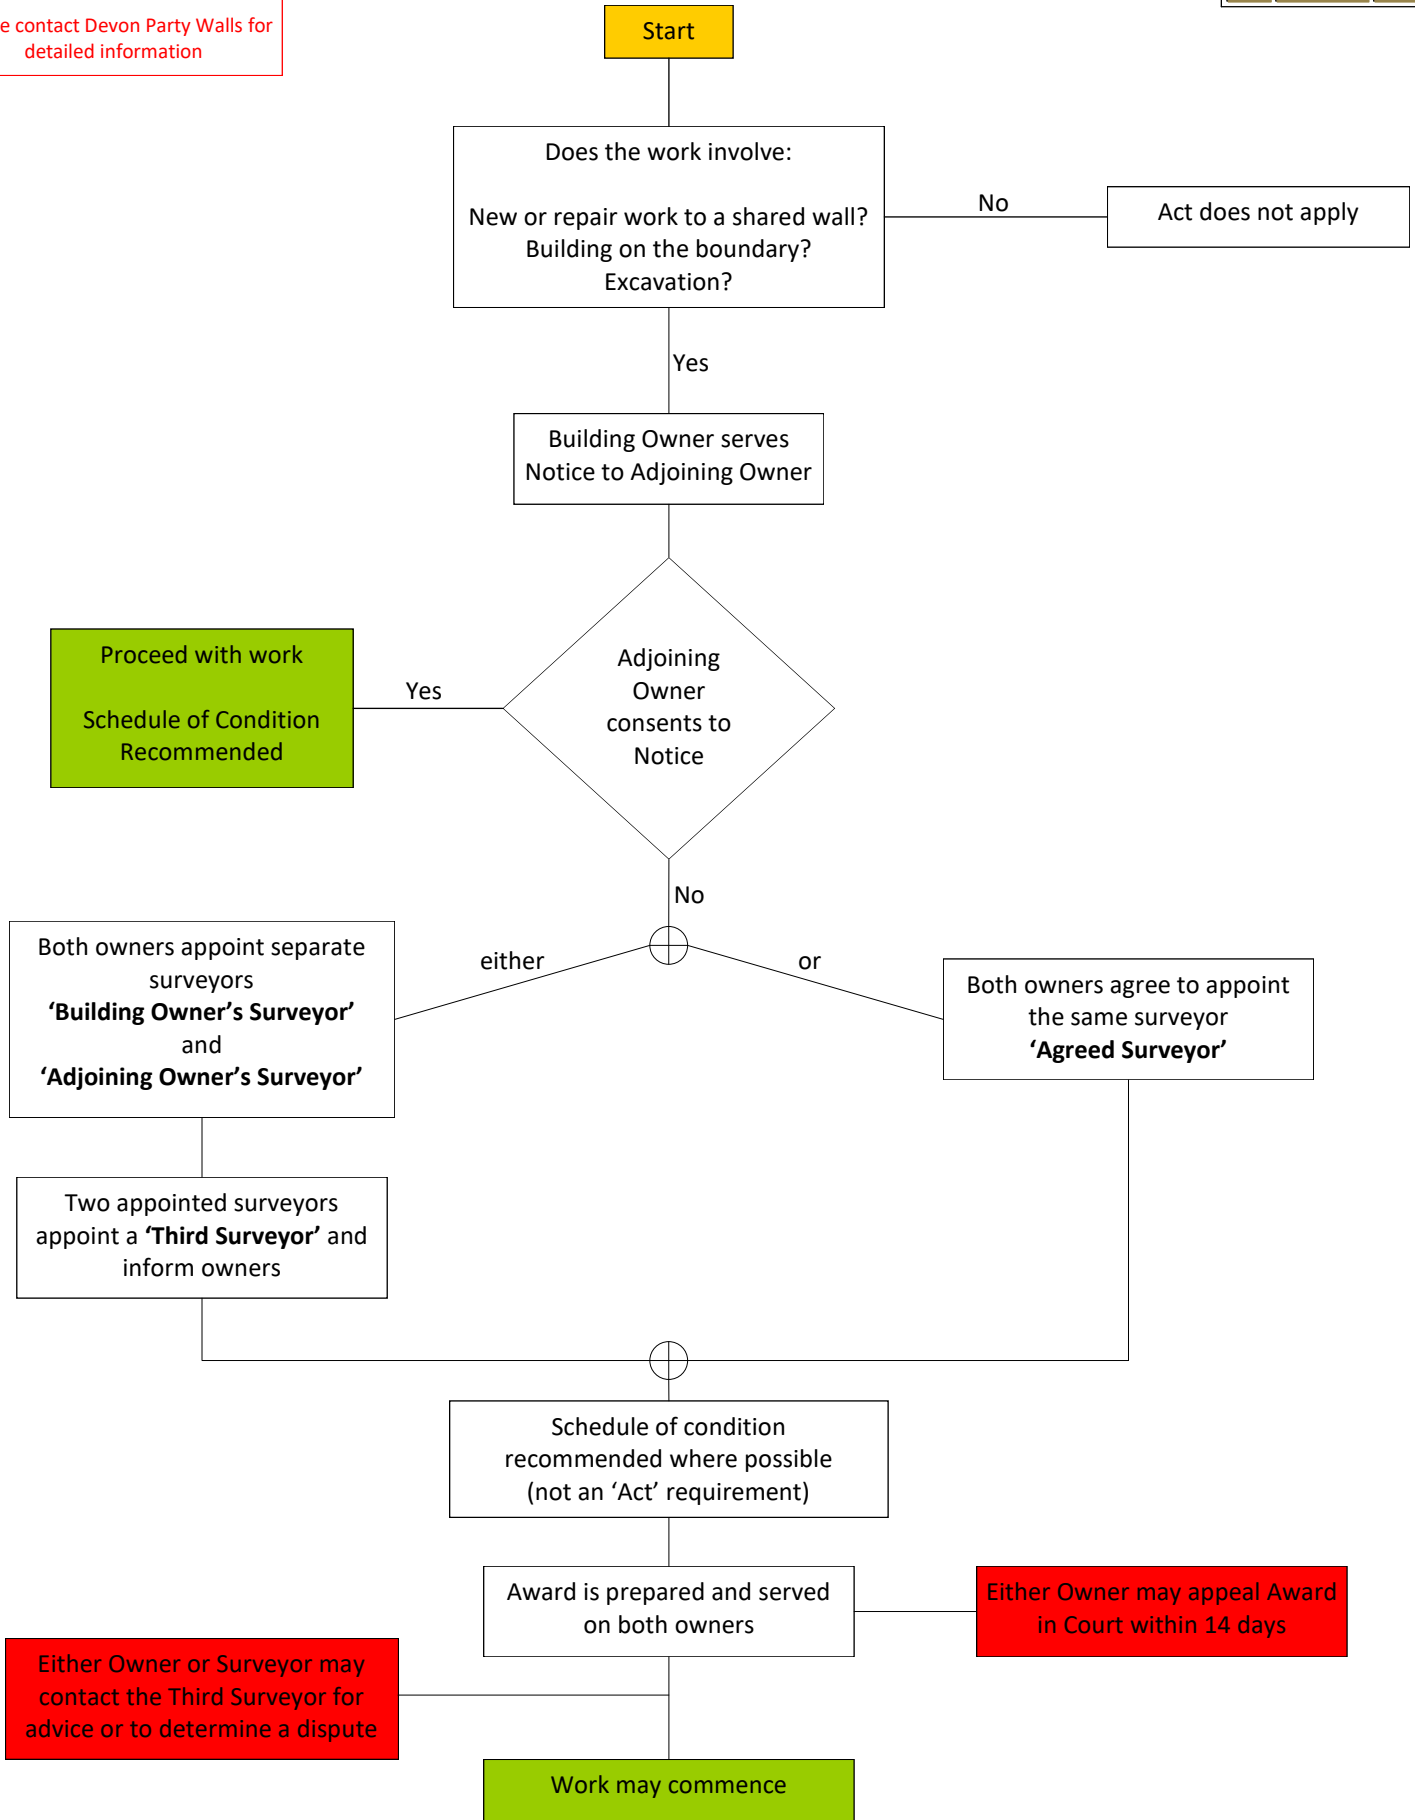 contact Devon Party Walls for
detailed information
Start
Does the work involve:
New or repair work to a shared wall?
Building on the boundary?
Excavation?
No
Act does not apply
Yes
Building Owner serves
Notice to Adjoining Owner
Adjoining
Owner
consents to
Notice
Yes
Proceed with work
Schedule of Condition
Recommended
No
either
or
Both owners appoint separate
surveyors
‘Building Owner’s Surveyor’
and
‘Adjoining Owner’s Surveyor’
Both owners agree to appoint
the same surveyor
‘Agreed Surveyor’
Two appointed surveyors
appoint a ‘Third Surveyor’ and
inform owners
Schedule of condition
recommended where possible
(not an ‘Act’ requirement)
Award is prepared and served
on both owners
Either Owner may appeal Award
in Court within 14 days
Either Owner or Surveyor may
contact the Third Surveyor for
advice or to determine a dispute
Work may commence